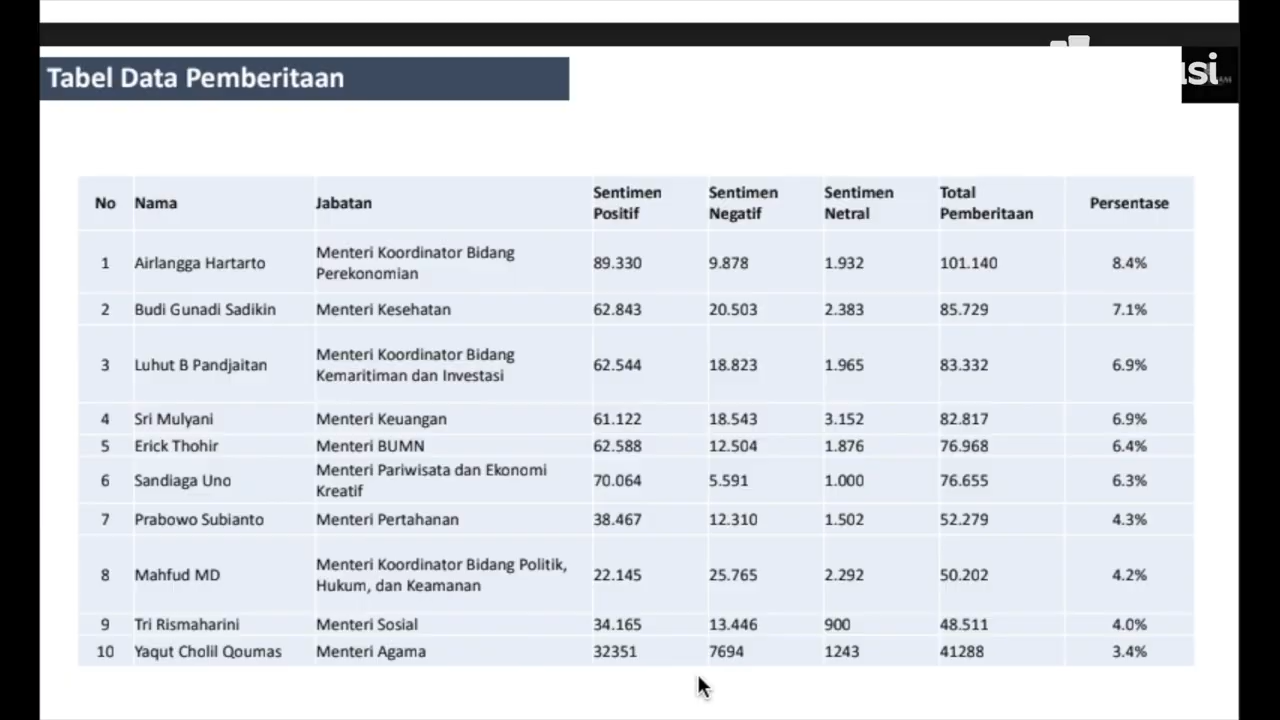 Tabel Data Pemberitaan
usi
No Nama Jabatan Sentimen Positif Sentimen Negatif Sentimen Netral Total Pemberitaan Persentase
1 Airlangga Hartarto Menteri Koordinator Bidang Perekonomian 89.330 9.878 1.932 101.140 8.4%
2 Budi Gunadi Sadikin Menteri Kesehatan 62.843 20.503 2.383 85.729 7.1%
3 Luhut B Pandjaitan Menteri Koordinator Bidang Kemaritiman dan Investasi 62.544 18.823 1.965 83.332 6.9%
4 Sri Mulyani Menteri Keuangan 61.122 18.543 3.152 82.817 6.9%
5 Erick Thohir Menteri BUMN 62.588 12.504 1.876 76.968 6.4%
6 Sandiaga Uno Menteri Pariwisata dan Ekonomi Kreatif 70.064 5.591 1.000 76.655 6.3%
7 Prabowo Subianto Menteri Pertahanan 38.467 12.310 1.502 52.279 4.3%
8 Mahfud MD Menteri Koordinator Bidang Politik, Hukum, dan Keamanan 22.145 25.765 2.292 50.202 4.2%
9 Tri Rismaharini Menteri Sosial 34.165 13.446 900 48.511 4.0%
10 Yaqut Cholil Qoumas Menteri Agama 32351 7694 1243 41288 3.4%